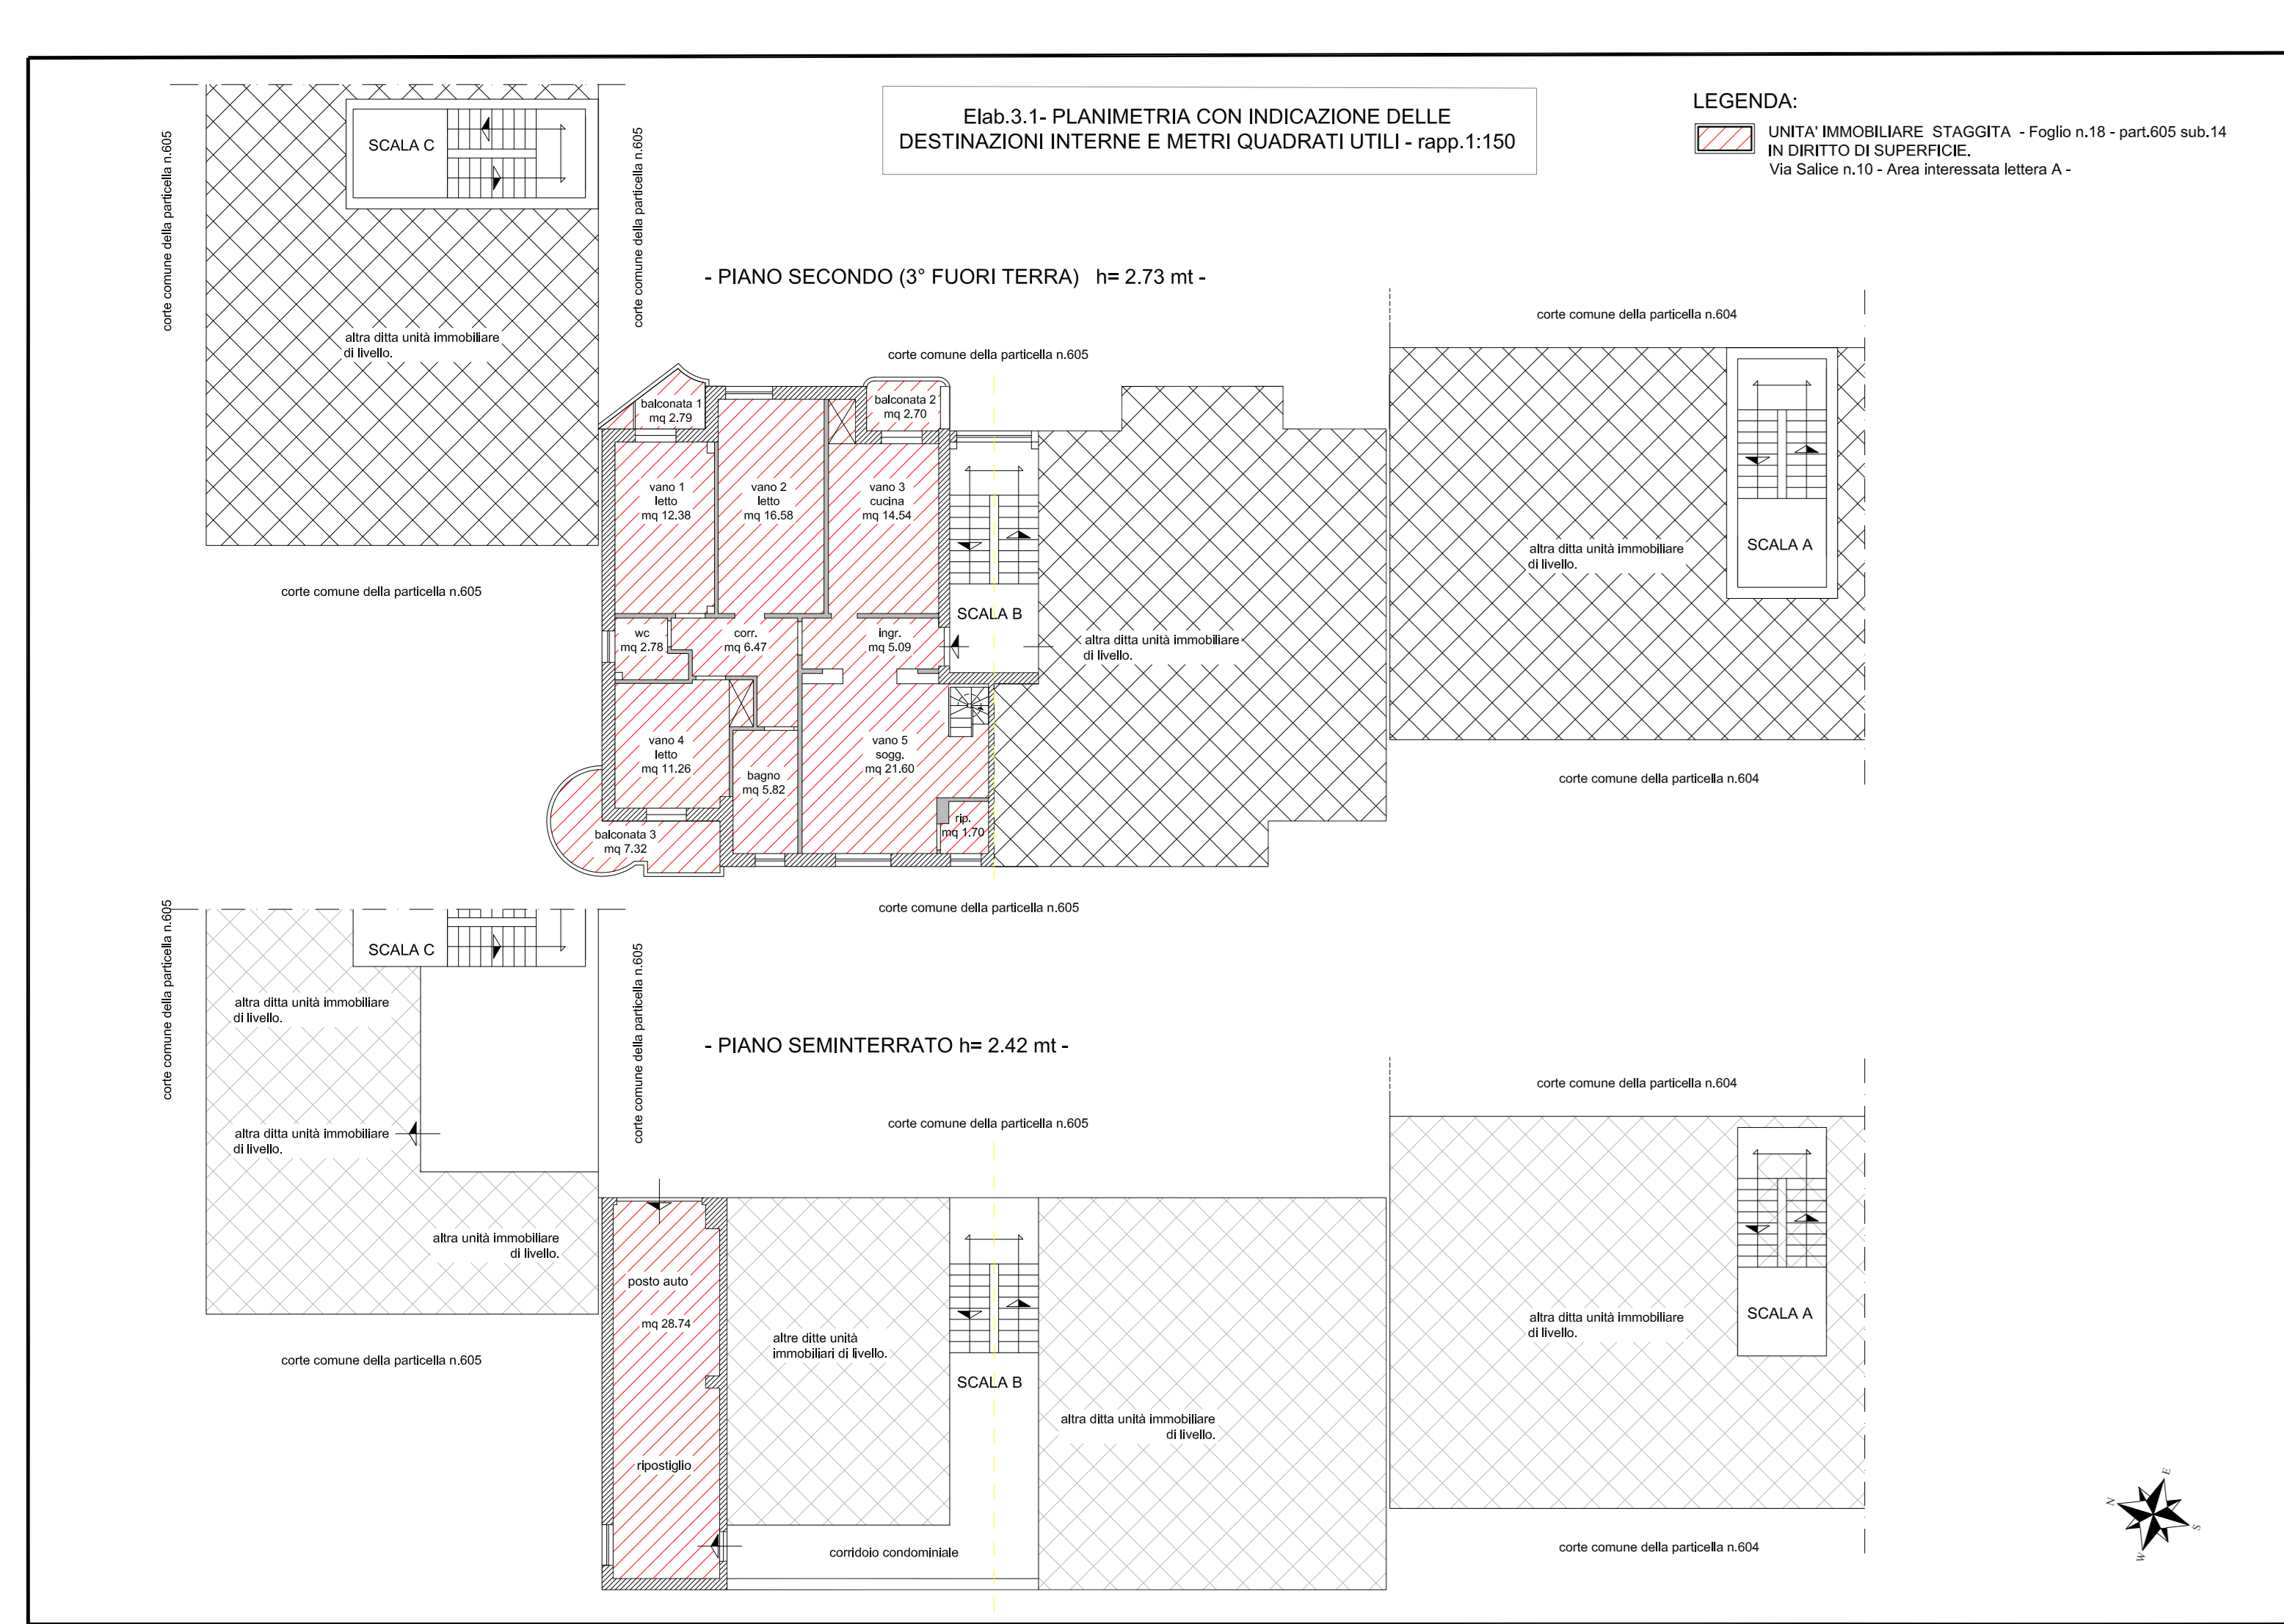 Elab.3.1- PLANIMETRIA CON INDICAZIONE DELLE
DESTINAZIONI INTERNE E METRI QUADRATI UTILI - rapp.1:150
LEGENDA:
UNITA' IMMOBILIARE STAGGITA - Foglio n.18 - part.605 sub.14
IN DIRITTO DI SUPERFICIE.
Via Salice n.10 - Area interessata lettera A -
SCALA C
corte comune della particella n.605
corte comune della particella n.605
altra ditta unità immobiliare
di livello.
corte comune della particella n.605
- PIANO SECONDO (3° FUORI TERRA) h= 2.73 mt -
corte comune della particella n.605
corte comune della particella n.604
balconata 1
mq 2.79
balconata 2
mq 2.70
vano 1
letto
mq 12.38
vano 2
letto
mq 16.58
vano 3
cucina
mq 14.54
SCALA B
wc
mq 2.78
corr.
mq 6.47
ingr.
mq 5.09
altra ditta unità immobiliare
di livello.
altra ditta unità immobiliare
di livello.
SCALA A
vano 4
letto
mq 11.26
bagno
mq 5.82
vano 5
sogg.
mq 21.60
rip.
mq 1.70
balconata 3
mq 7.32
corte comune della particella n.604
corte comune della particella n.605
corte comune della particella n.605
SCALA C
corte comune della particella n.605
altra ditta unità immobiliare
di livello.
altra ditta unità immobiliare
di livello.
altra unità immobiliare
di livello.
corte comune della particella n.605
- PIANO SEMINTERRATO h= 2.42 mt -
corte comune della particella n.605
corte comune della particella n.604
posto auto
mq 28.74
ripostiglio
altre ditte unità
immobiliari di livello.
SCALA B
altra ditta unità immobiliare
di livello.
altra ditta unità immobiliare
di livello.
SCALA A
corridoio condominiale
corte comune della particella n.604
N
E
S
W